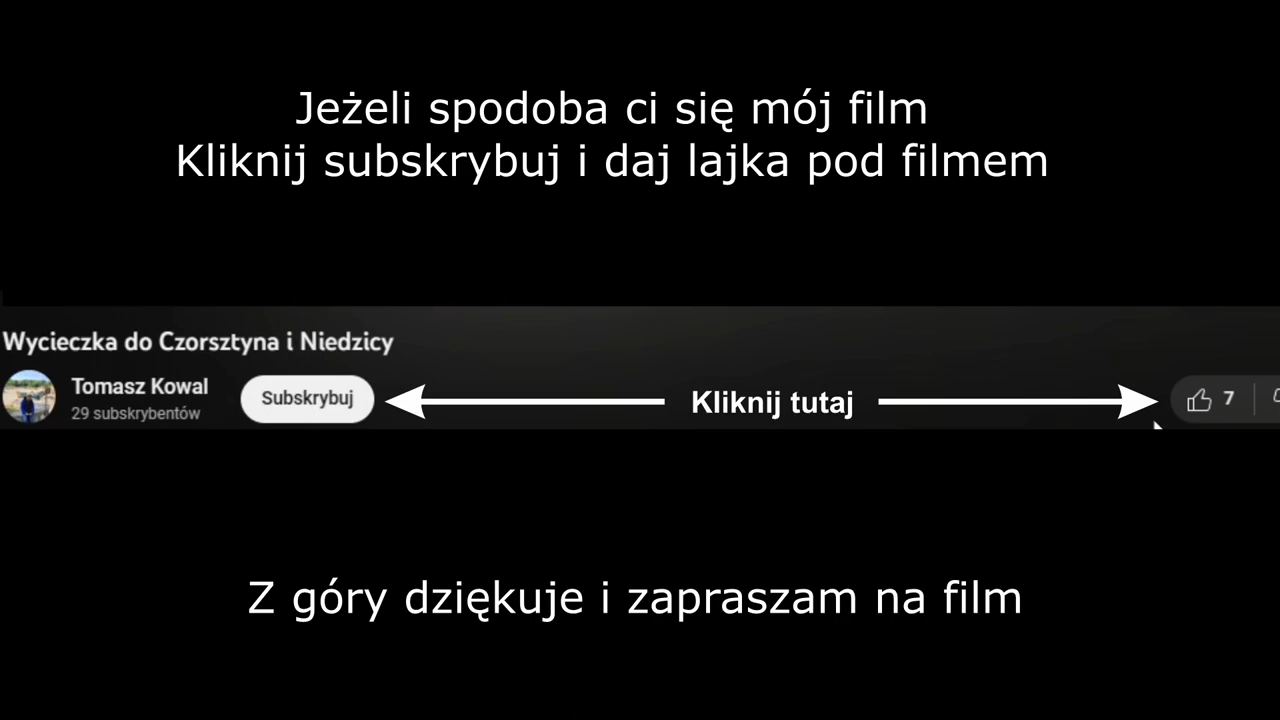 Jeżeli spodoba ci się mój film
Kliknij subskrybuj i daj lajka pod filmem
Wycieczka do Czorsztyna i Niedzicy
Tomasz Kowal
29 subskrybentów
Subskrybuj
Kliknij tutaj
7
Z góry dziękuje i zapraszam na film